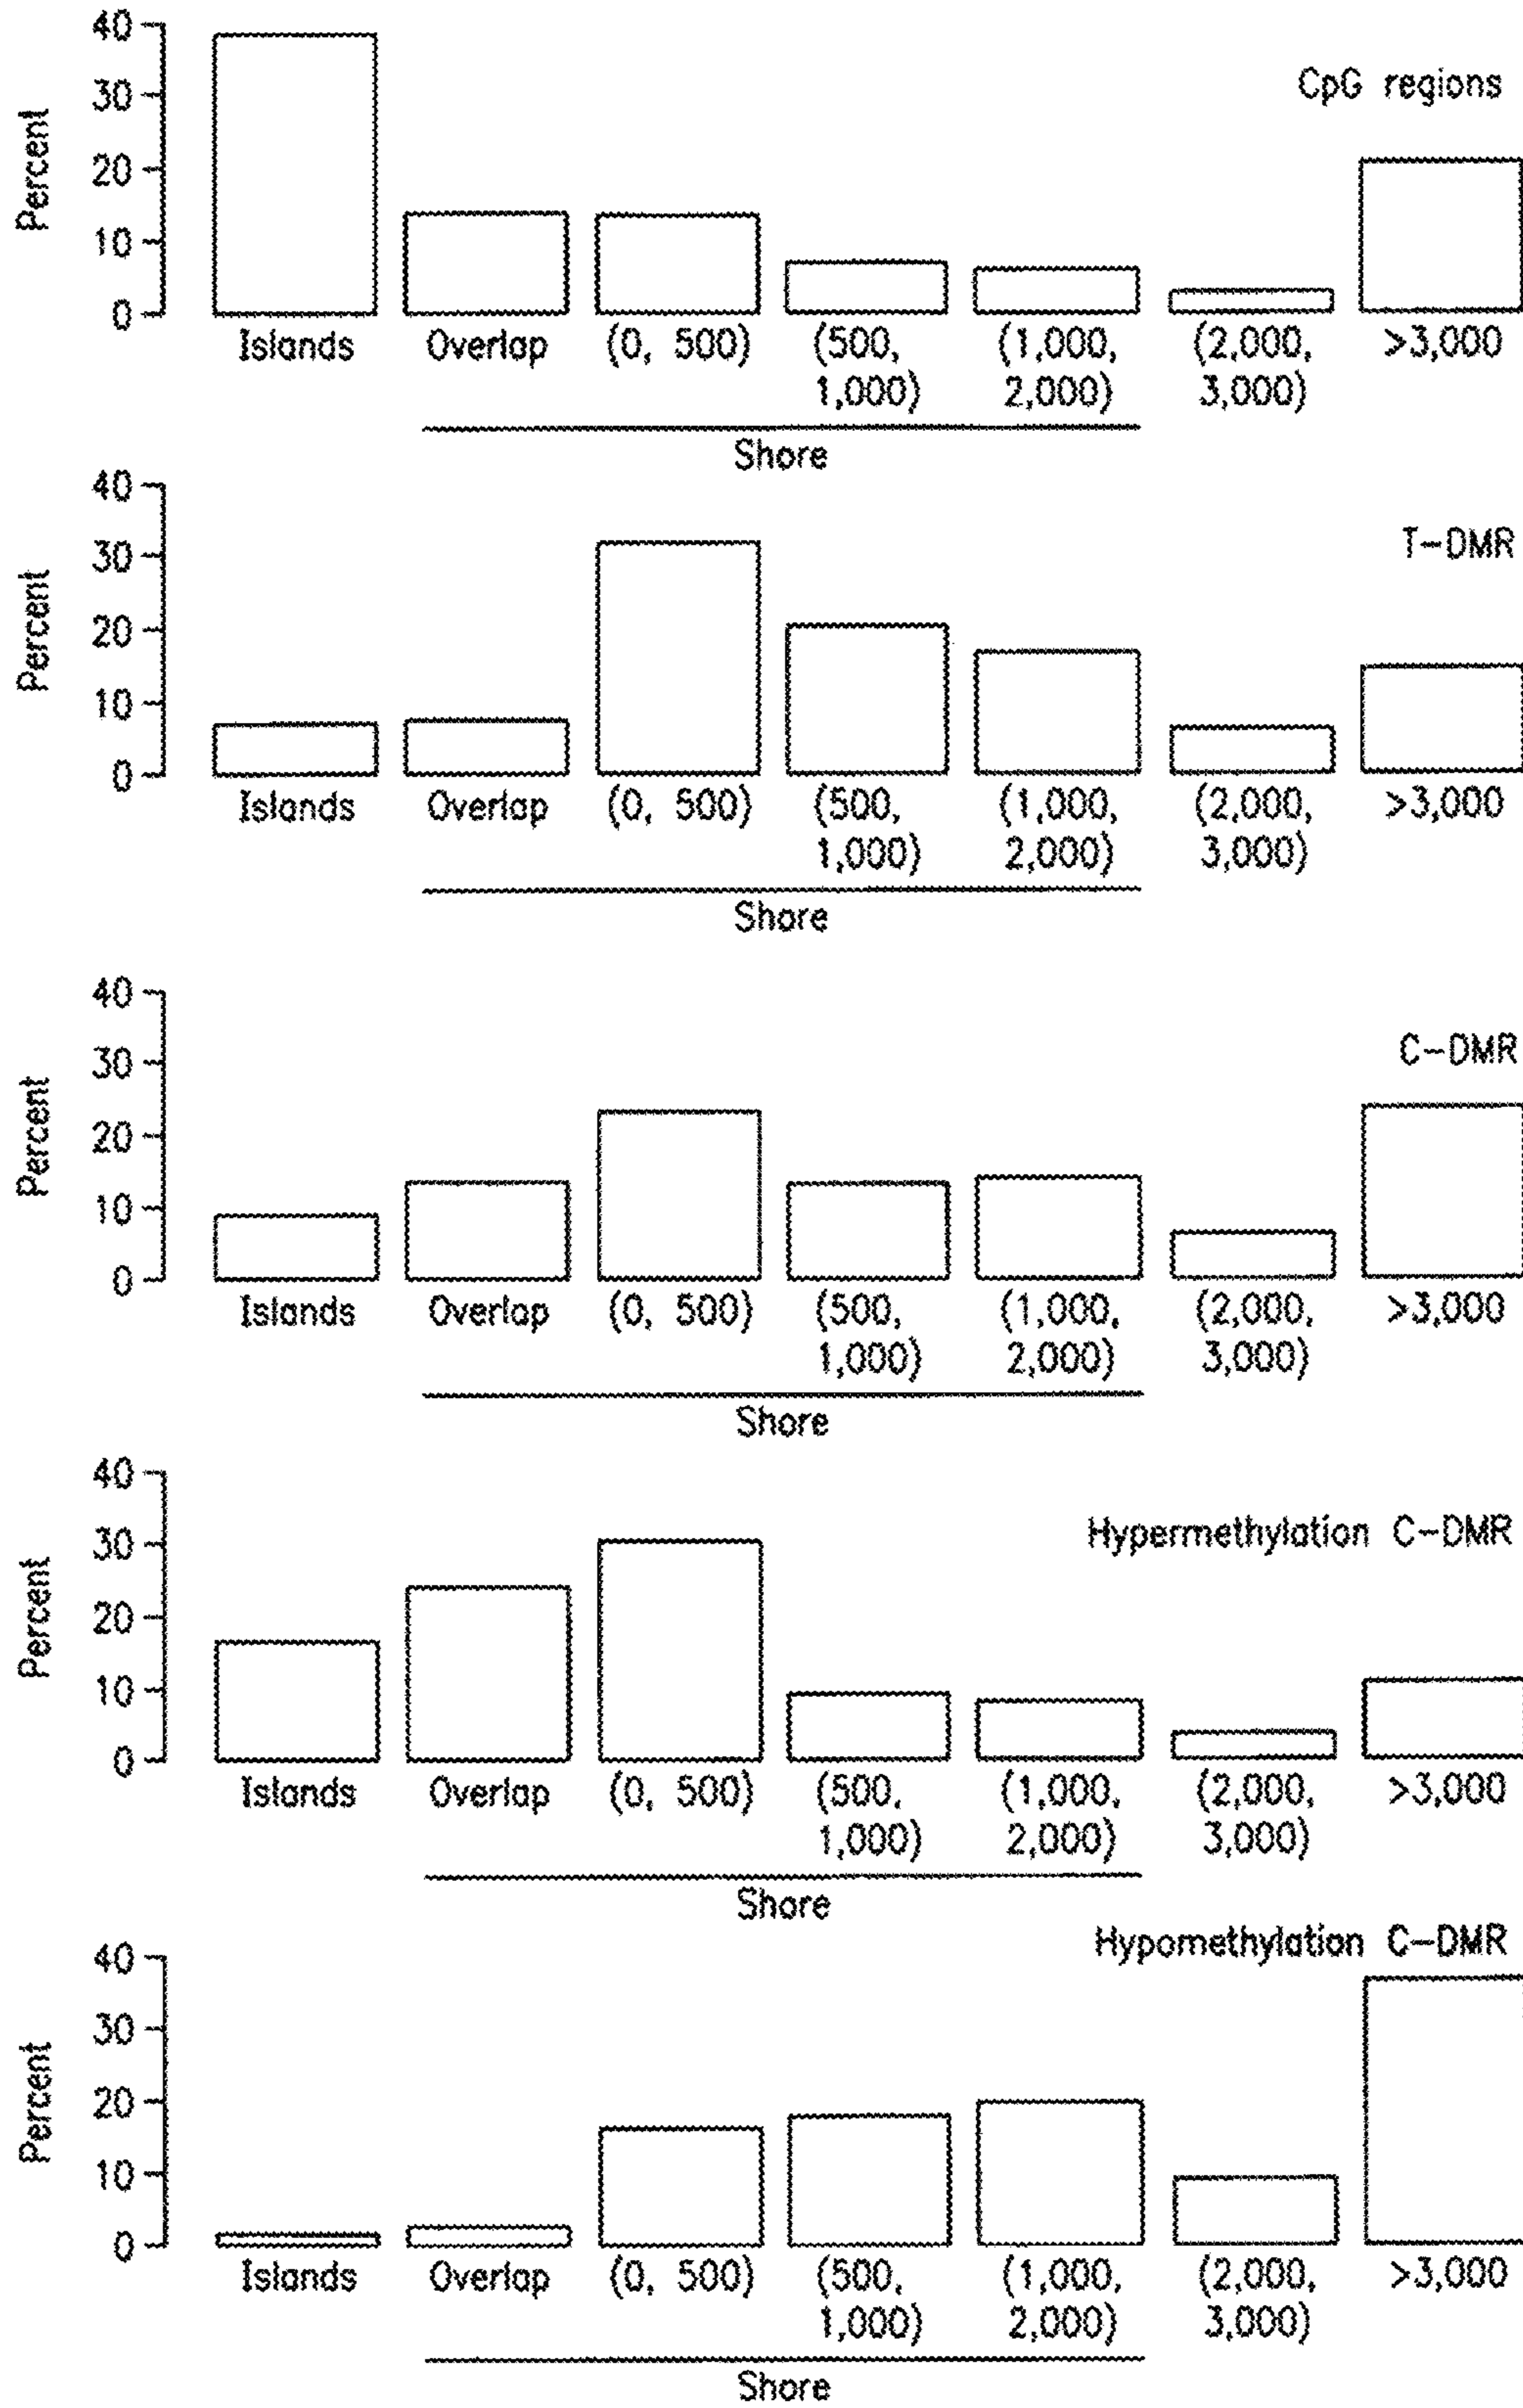 CpG regions
Percent
40
30
20
10
0
Islands Overlap (0, 500) (500, (1,000, (2,000, >3,000
1,000) 2,000) 3,000)
Shore
T-DMR
Percent
40
30
20
10
0
Islands Overlap (0, 500) (500, (1,000, (2,000, >3,000
1,000) 2,000) 3,000)
Shore
C-DMR
Percent
40
30
20
10
0
Islands Overlap (0, 500) (500, (1,000, (2,000, >3,000
1,000) 2,000) 3,000)
Shore
Hypermethylation C-DMR
Percent
40
30
20
10
0
Islands Overlap (0, 500) (500, (1,000, (2,000, >3,000
1,000) 2,000) 3,000)
Shore
Hypomethylation C-DMR
Percent
40
30
20
10
0
Islands Overlap (0, 500) (500, (1,000, (2,000, >3,000
1,000) 2,000) 3,000)
Shore